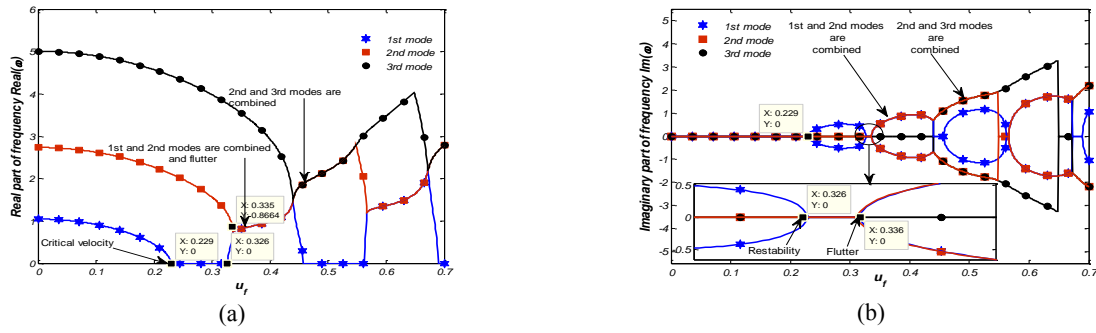 Real part of frequency Real(ω)
6
5
4
3
2
1
0
1st mode
2nd mode
3rd mode
2nd and 3rd modes are
combined
1st and 2nd modes are combined
and flutter
X: 0.335
Y: 0.8664
Critical velocity
X: 0.229
Y: 0
X: 0.326
Y: 0
0 0.1 0.2 0.3 0.4 0.5 0.6 0.7
u_f
(a)
Imaginary part of frequency Im(ω)
5
4
3
2
1
0
-1
-2
-3
-4
-5
1st mode
2nd mode
3rd mode
1st and 2nd modes
are
combined
2nd and 3rd modes
are
combined
X: 0.229
Y: 0
0.5
0
-0.5
X: 0.326
Y: 0
X: 0.336
Y: 0
Restability
Flutter
0 0.1 0.2 0.3 0.4 0.5 0.6 0.7
u_f
(b)